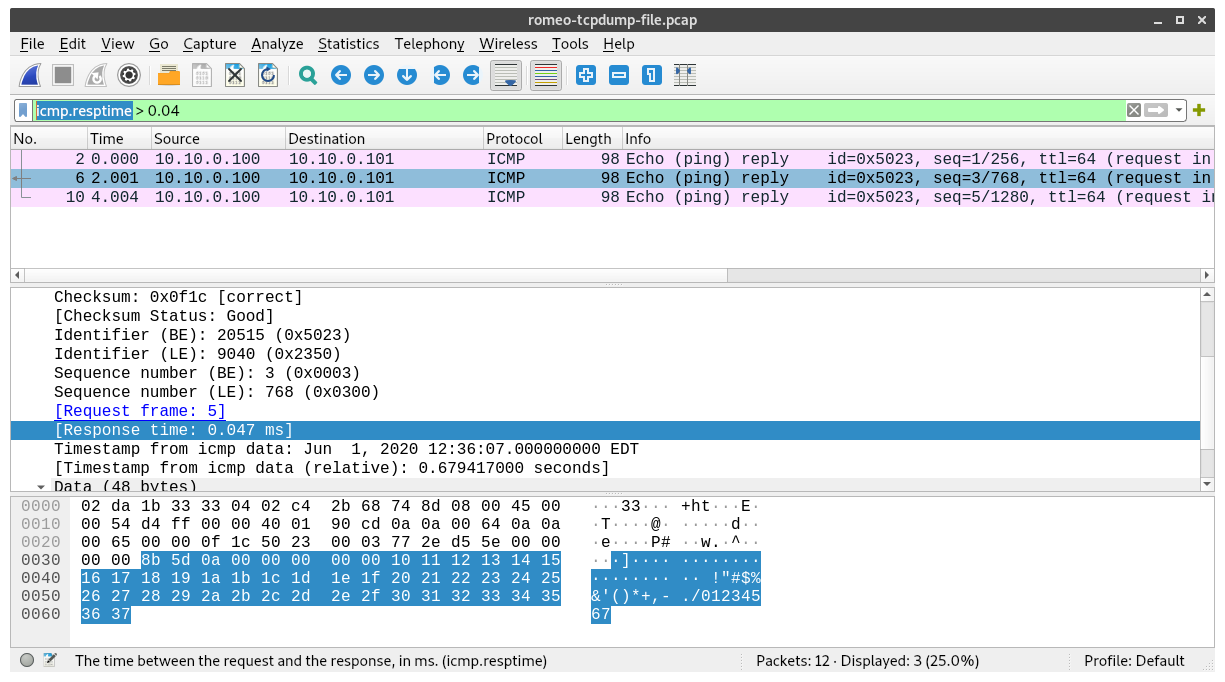 romeo-tcpdump-file.pcap
File Edit View Go Capture Analyze Statistics Telephony Wireless Tools Help
icmp.resptime > 0.04
No. Time Source Destination Protocol Length Info
2 0.000 10.10.0.100 10.10.0.101 ICMP 98 Echo (ping) reply id=0x5023, seq=1/256, ttl=64 (request in
6 2.001 10.10.0.100 10.10.0.101 ICMP 98 Echo (ping) reply id=0x5023, seq=3/768, ttl=64 (request in
10 4.004 10.10.0.100 10.10.0.101 ICMP 98 Echo (ping) reply id=0x5023, seq=5/1280, ttl=64 (request in
Checksum: 0x0f1c [correct]
[Checksum Status: Good]
Identifier (BE): 20515 (0x5023)
Identifier (LE): 9040 (0x2350)
Sequence number (BE): 3 (0x0003)
Sequence number (LE): 768 (0x0300)
[Request frame: 5]
[Response time: 0.047 ms]
Timestamp from icmp data: Jun  1, 2020 12:36:07.000000000 EDT
[Timestamp from icmp data (relative): 0.679417000 seconds]
Data (48 bytes)
0000 02 da 1b 33 33 04 02 c4 2b 68 74 8d 08 00 45 00 ···33··· +ht···E·
0010 00 54 d4 ff 00 00 40 01 90 cd 0a 0a 00 64 0a 0a ·T····@· ·····d··
0020 00 65 00 00 0f 1c 50 23 00 03 77 2e d5 5e 00 00 ·e····P# ··w.·^··
0030 00 00 8b 5d 0a 00 00 00 00 00 10 11 12 13 14 15 ···]···· ········
0040 16 17 18 19 1a 1b 1c 1d 1e 1f 20 21 22 23 24 25 ········ ·· !"#$%
0050 26 27 28 29 2a 2b 2c 2d 2e 2f 30 31 32 33 34 35 &'()*+,- ./012345
0060 36 37 67
The time between the request and the response, in ms. (icmp.resptime) Packets: 12 · Displayed: 3 (25.0%) Profile: Default